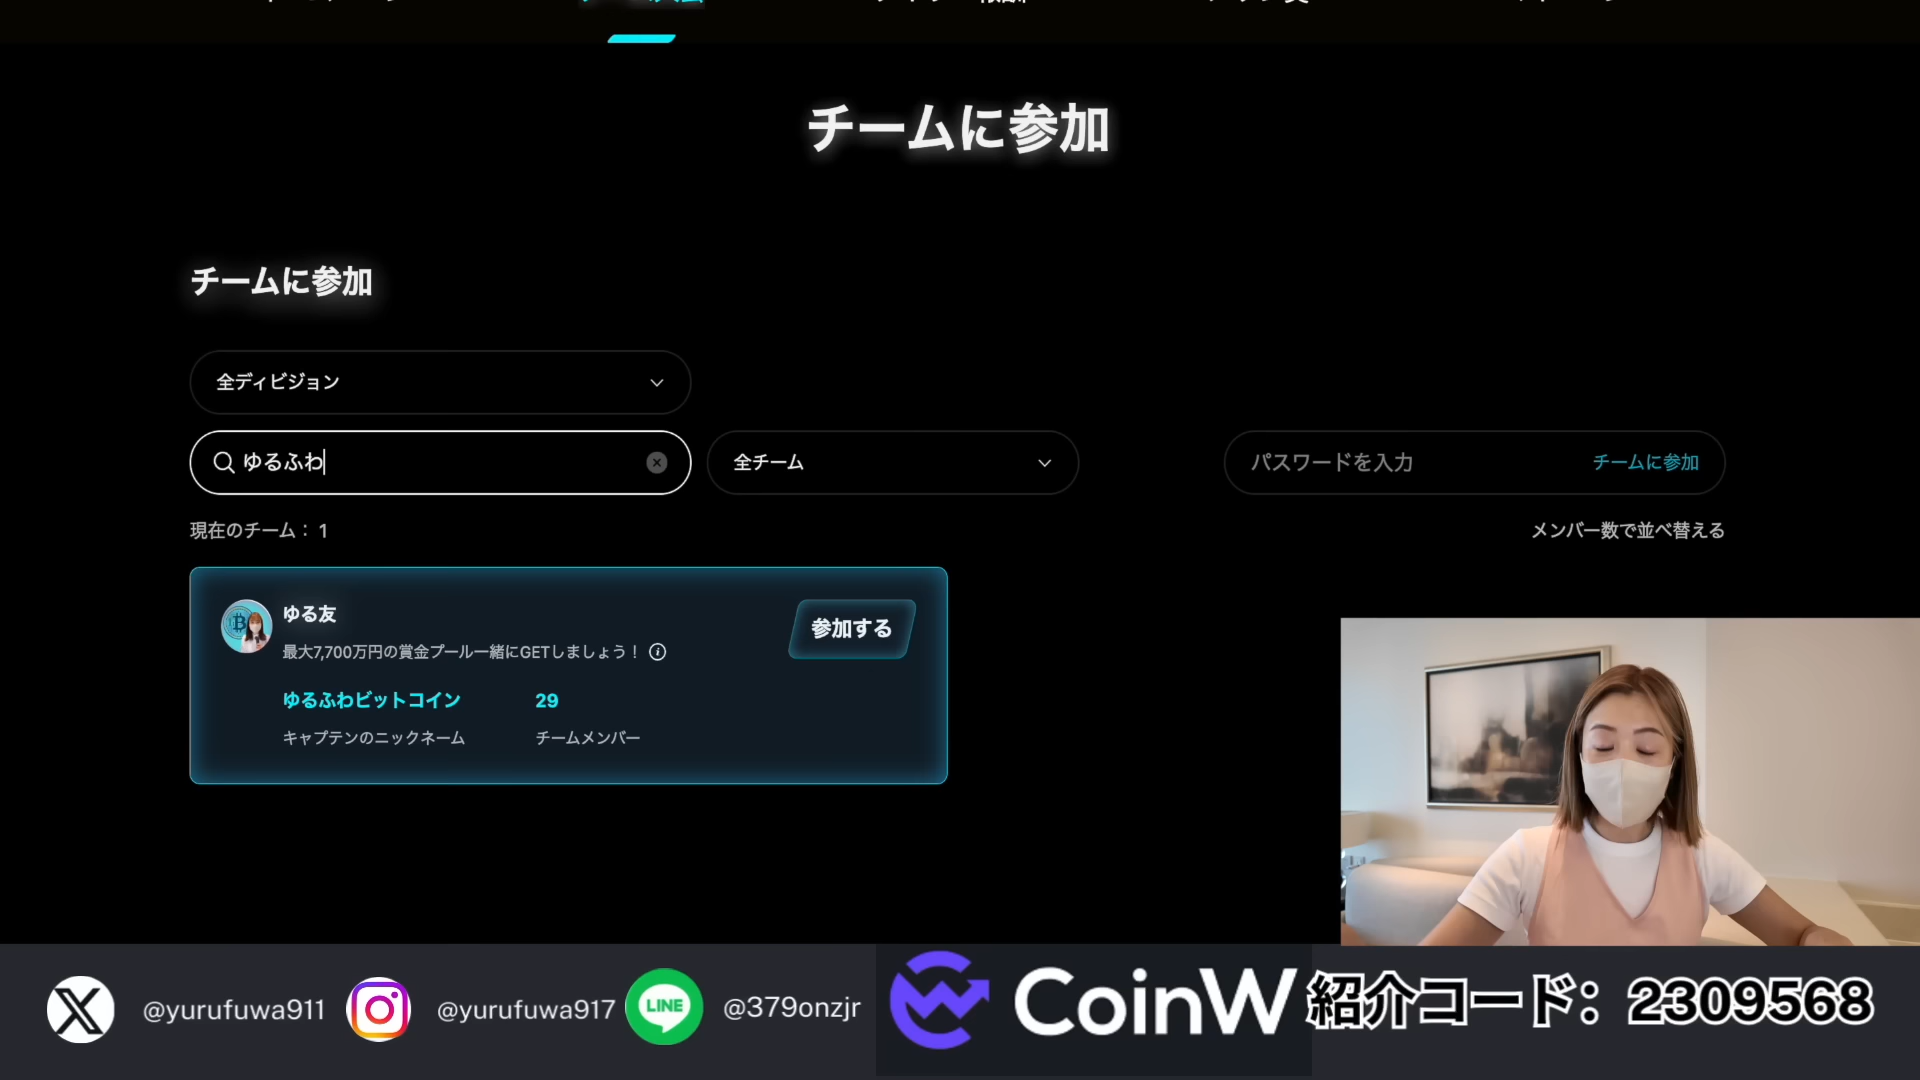 チームに参加
チームに参加
全ディビジョン
ゆるふわ
全チーム
パスワードを入力
チームに参加
現在のチーム： 1
メンバー数で並べ替える
ゆる友
参加する
最大7,700万円の賞金プール一緒にGETしましょう！
ゆるふわビットコイン
29
キャプテンのニックネーム
チームメンバー
@yurufuwa911
@yurufuwa917
LINE
@379onzjr
CoinW
紹介コード：2309568